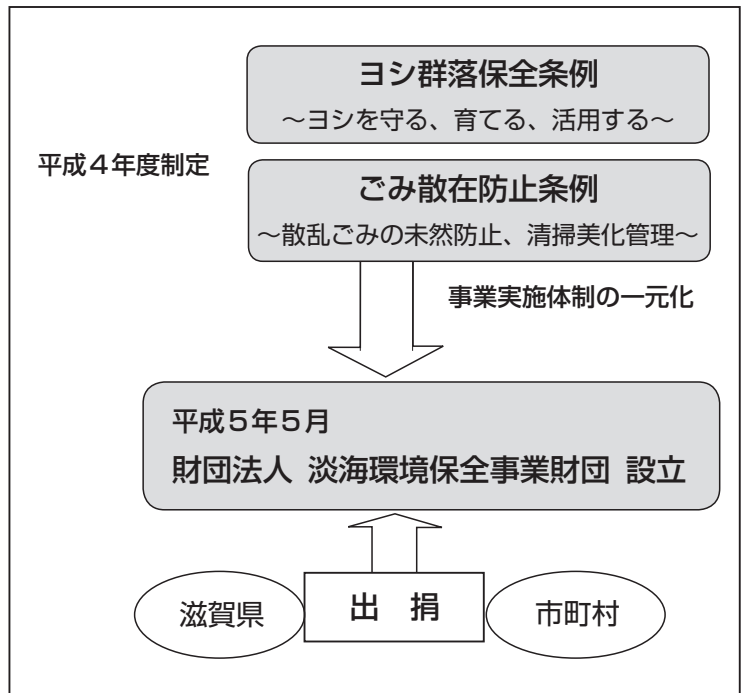 ヨシ群落保全条例
～ヨシを守る、育てる、活用する～
平成４年度制定
ごみ散在防止条例
～散乱ごみの未然防止、清掃美化管理～
事業実施体制の一元化
平成５年５月
財団法人 淡海環境保全事業財団 設立
滋賀県
出 捐
市町村